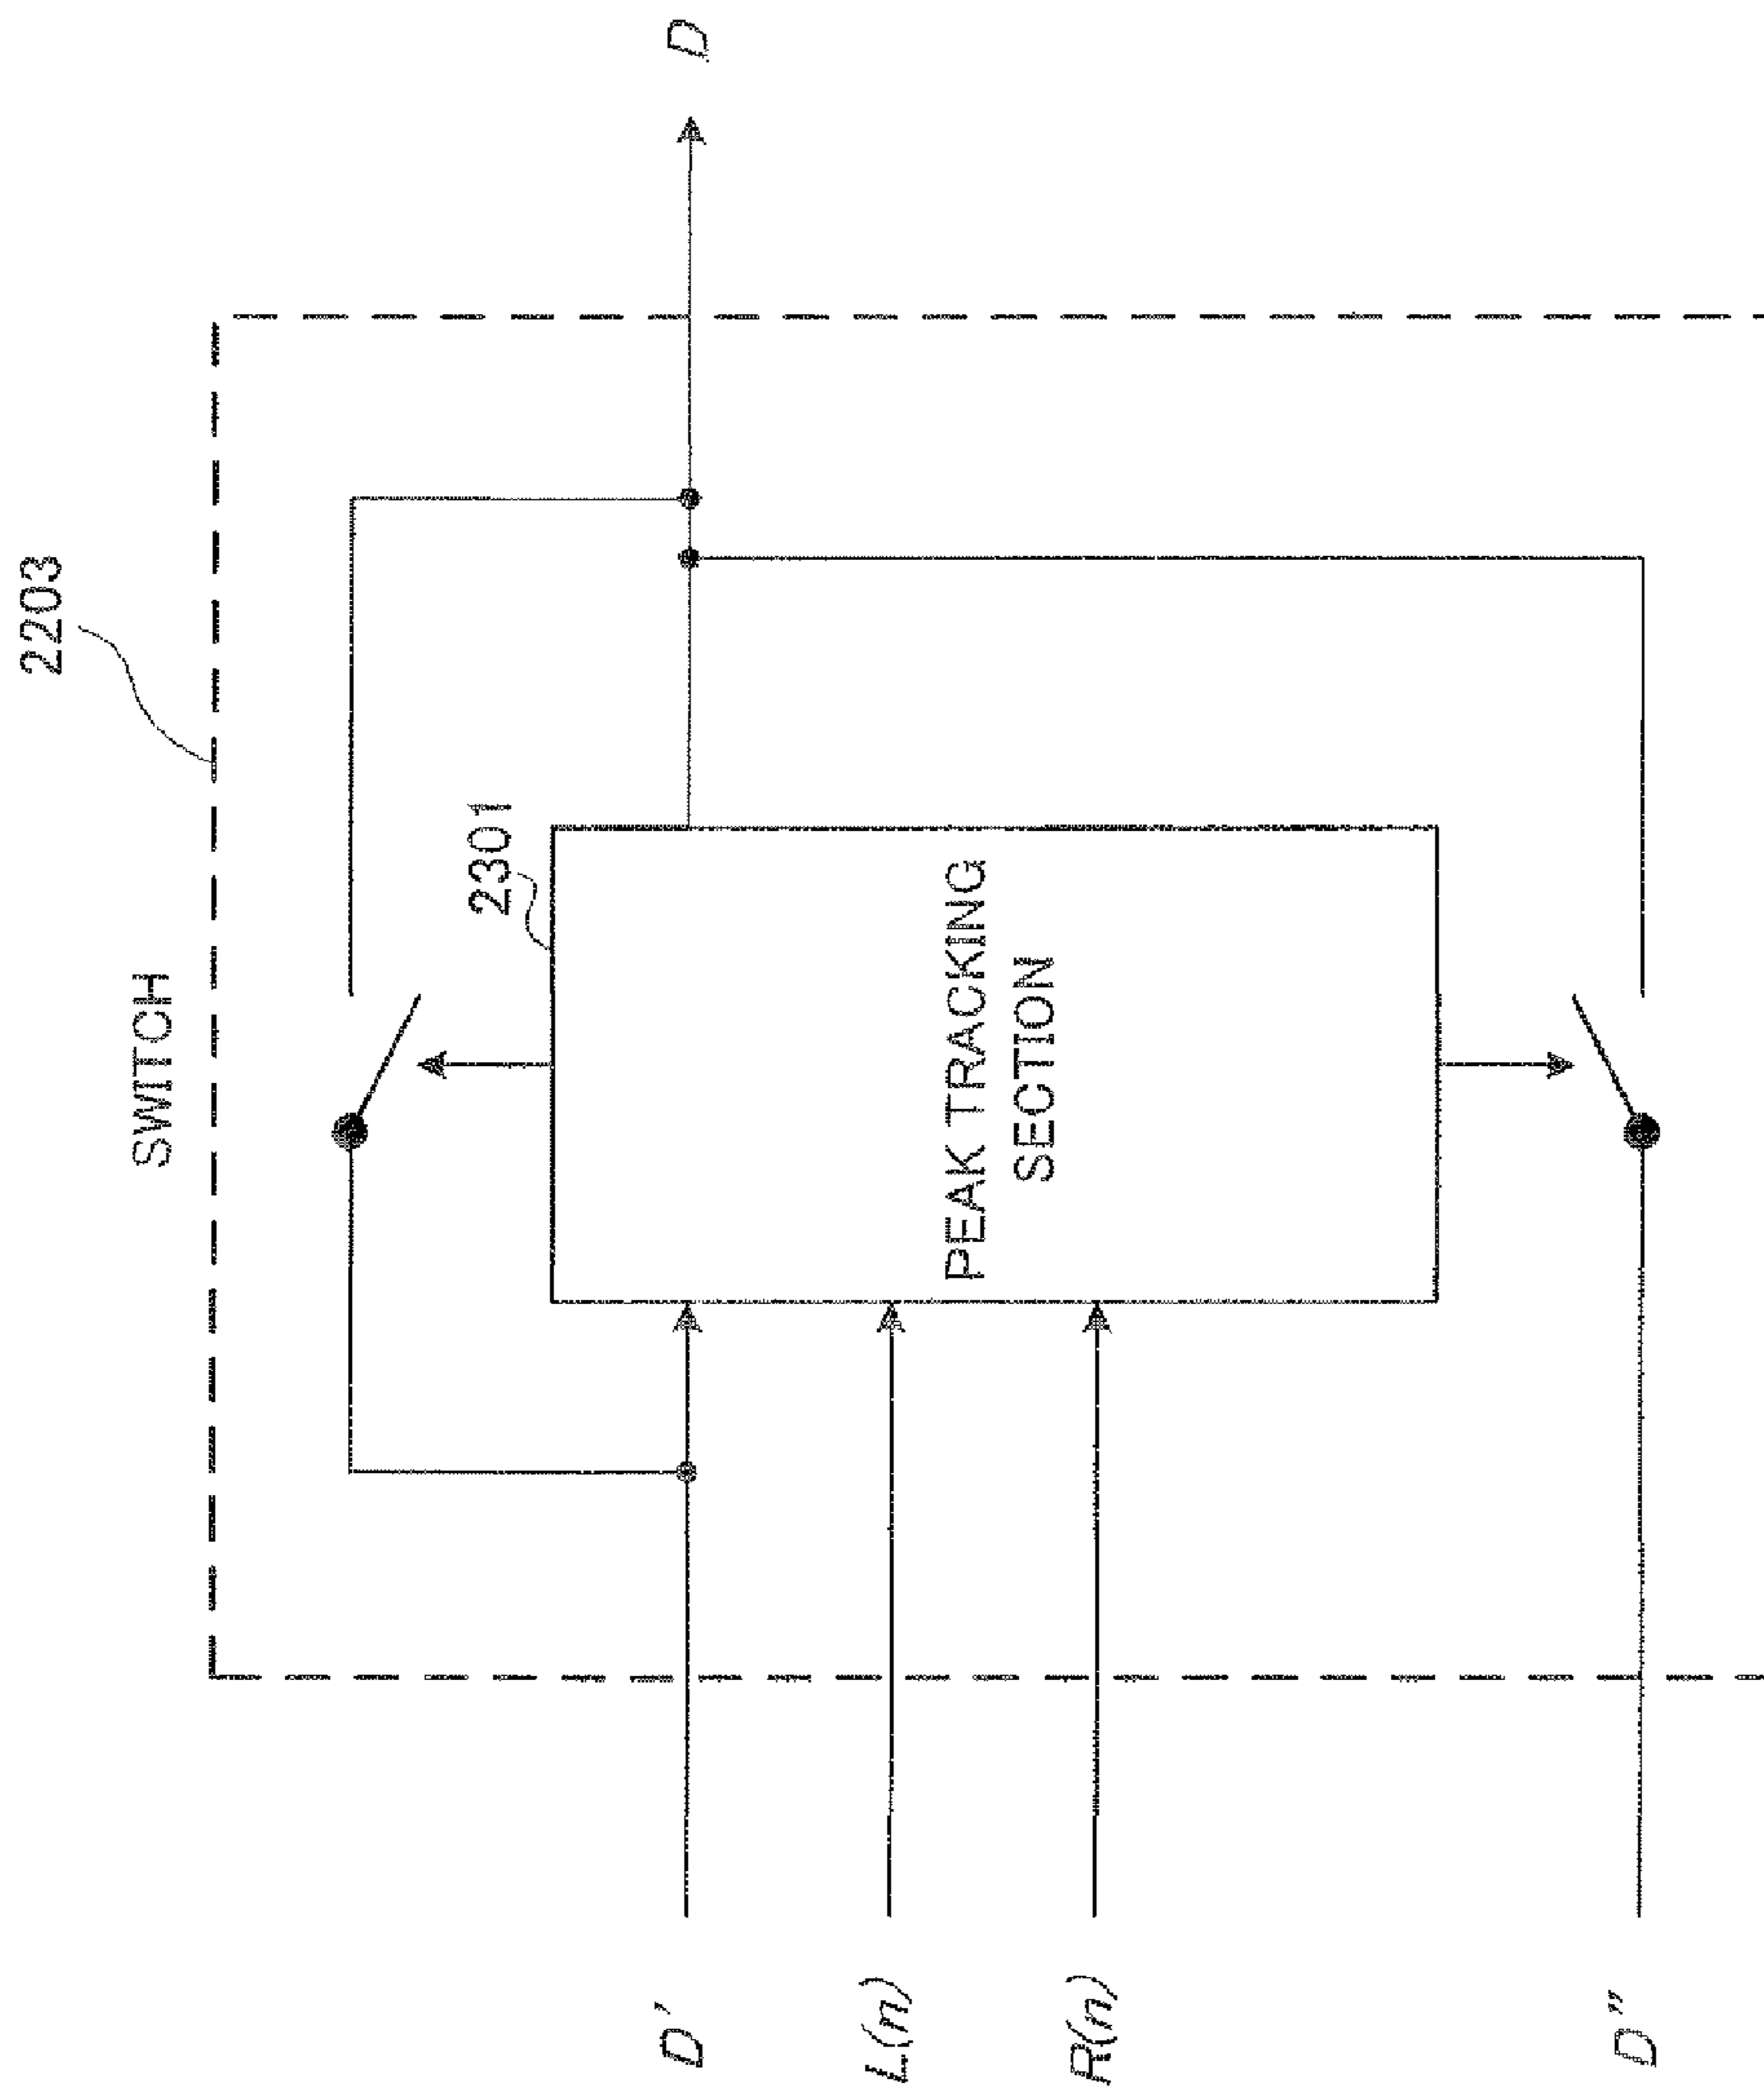 2203
SWITCH
2301
D'
D
L(n)
PEAK TRACKING
SECTION
R(n)
D"